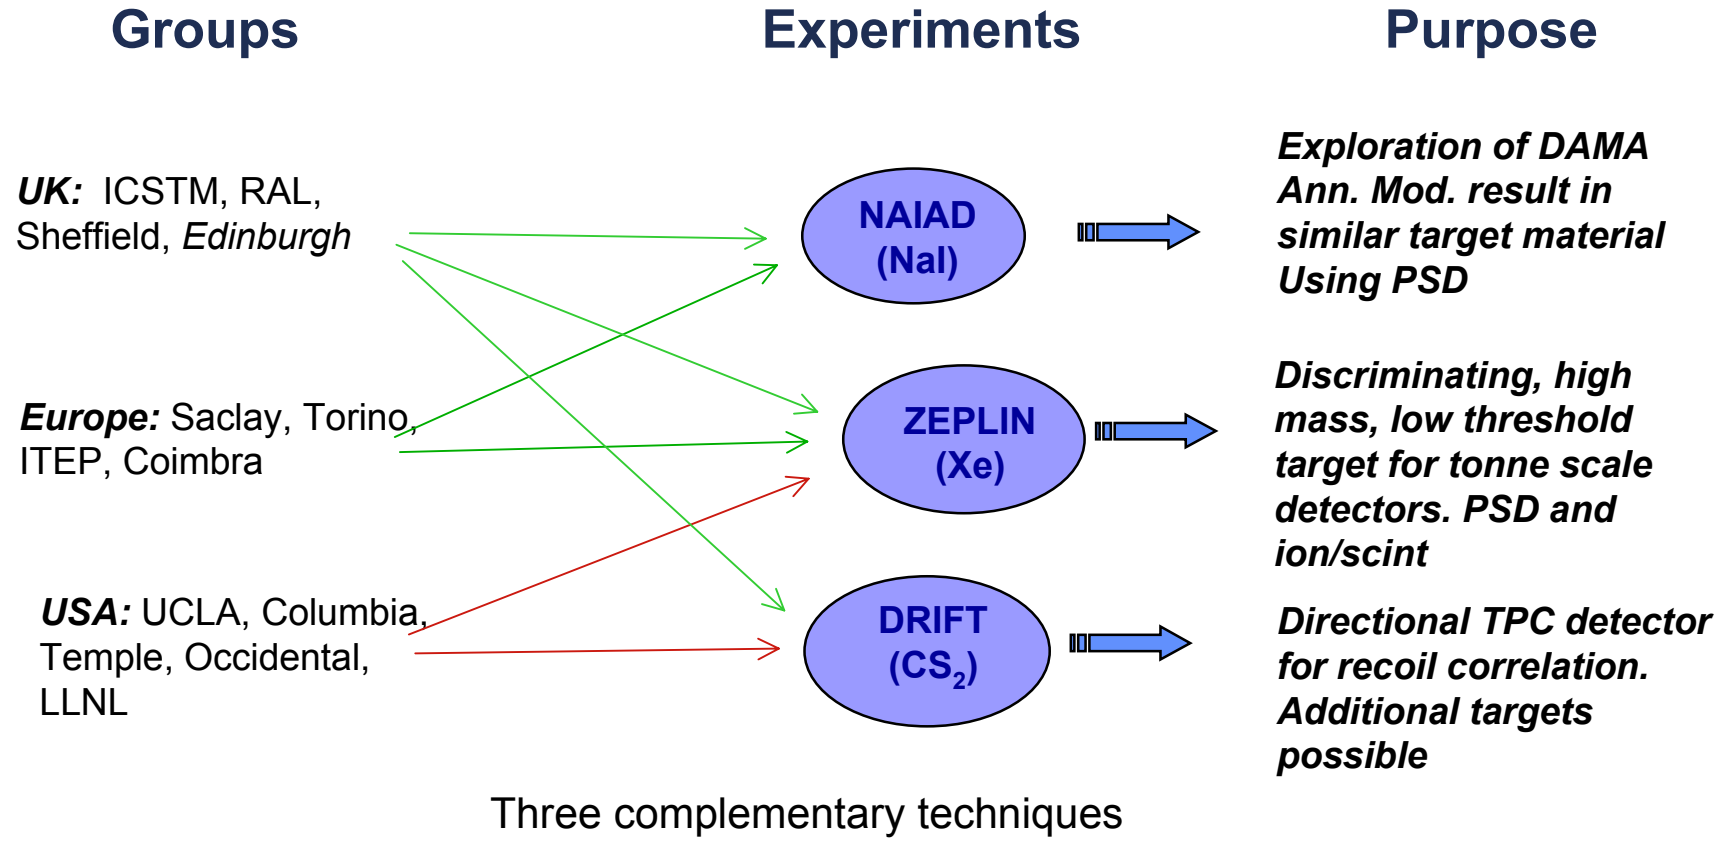 Groups
Experiments
Purpose
UK: ICSTM, RAL,
Sheffield, Edinburgh
Europe: Saclay, Torino,
ITEP, Coimbra
USA: UCLA, Columbia,
Temple, Occidental,
LLNL
NAIAD
(NaI)
ZEPLIN
(Xe)
DRIFT
(CS₂)
Exploration of DAMA
Ann. Mod. result in
similar target material
Using PSD
Discriminating, high
mass, low threshold
target for tonne scale
detectors. PSD and
ion/scint
Directional TPC detector
for recoil correlation.
Additional targets
possible
Three complementary techniques